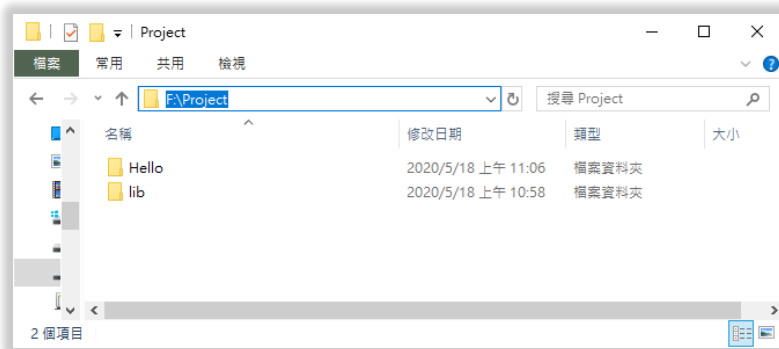 Project
檔案 常用 共用 檢視
F:\Project 搜尋 Project
名稱 修改日期 類型 大小
Hello 2020/5/18 上午 11:06 檔案資料夾
lib 2020/5/18 上午 10:58 檔案資料夾
2 個項目